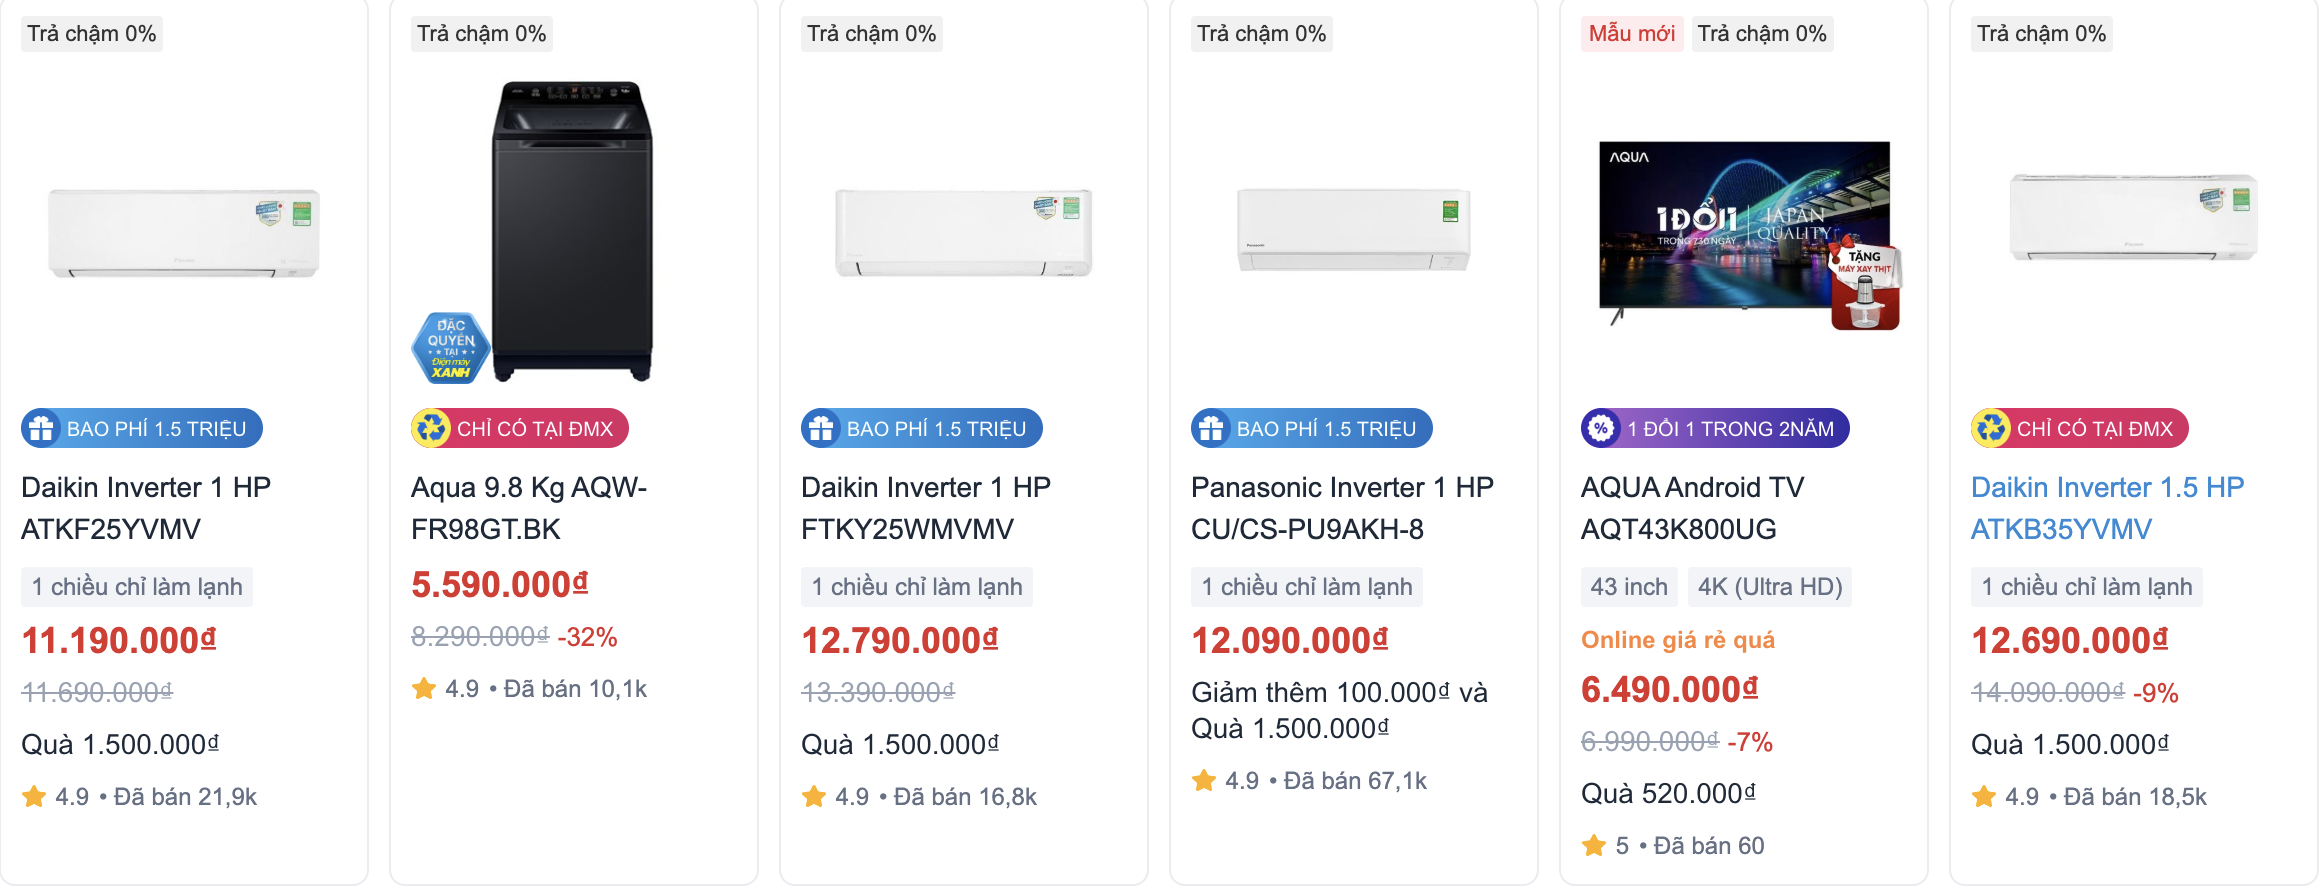 Trả chậm 0%
BAO PHÍ 1.5 TRIỆU
Daikin Inverter 1 HP
ATKF25YVMV
1 chiều chỉ làm lạnh
11.190.000₫
11.690.000₫
Quà 1.500.000₫
4.9 • Đã bán 21,9k
Trả chậm 0%
ĐẶC
QUYỀN
TẠI
Điện máy
XANH
CHỈ CÓ TẠI ĐMX
Aqua 9.8 Kg AQW-
FR98GT.BK
5.590.000₫
8.290.000₫ -32%
4.9 • Đã bán 10,1k
Trả chậm 0%
BAO PHÍ 1.5 TRIỆU
Daikin Inverter 1 HP
FTKY25WMVMV
1 chiều chỉ làm lạnh
12.790.000₫
13.390.000₫
Quà 1.500.000₫
4.9 • Đã bán 16,8k
Trả chậm 0%
Panasonic
BAO PHÍ 1.5 TRIỆU
Panasonic Inverter 1 HP
CU/CS-PU9AKH-8
1 chiều chỉ làm lạnh
12.090.000₫
Giảm thêm 100.000₫ và
Quà 1.500.000₫
4.9 • Đã bán 67,1k
Mẫu mới Trả chậm 0%
AQUA
1 ĐỔI 1
TRONG 730 NGÀY
JAPAN
QUALITY
TẶNG
MÁY XAY THỊT
1 ĐỔI 1 TRONG 2NĂM
AQUA Android TV
AQT43K800UG
43 inch 4K (Ultra HD)
Online giá rẻ quá
6.490.000₫
6.990.000₫ -7%
Quà 520.000₫
5 • Đã bán 60
Trả chậm 0%
CHỈ CÓ TẠI ĐMX
Daikin Inverter 1.5 HP
ATKB35YVMV
1 chiều chỉ làm lạnh
12.690.000₫
14.090.000₫ -9%
Quà 1.500.000₫
4.9 • Đã bán 18,5k